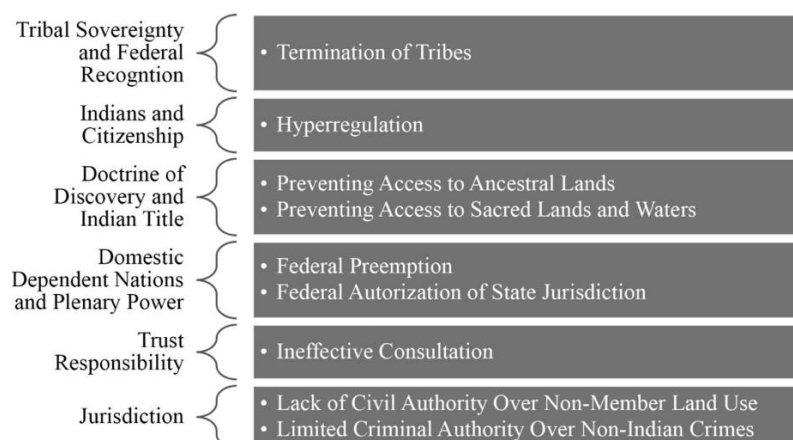 Tribal Sovereignty
and Federal
Recogntion
• Termination of Tribes
Indians and
Citizenship
• Hyperregulation
Doctrine of
Discovery and
Indian Title
• Preventing Access to Ancestral Lands
• Preventing Access to Sacred Lands and Waters
Domestic
Dependent Nations
and Plenary Power
• Federal Preemption
• Federal Autorization of State Jurisdiction
Trust
Responsibility
• Ineffective Consultation
Jurisdiction
• Lack of Civil Authority Over Non-Member Land Use
• Limited Criminal Authority Over Non-Indian Crimes